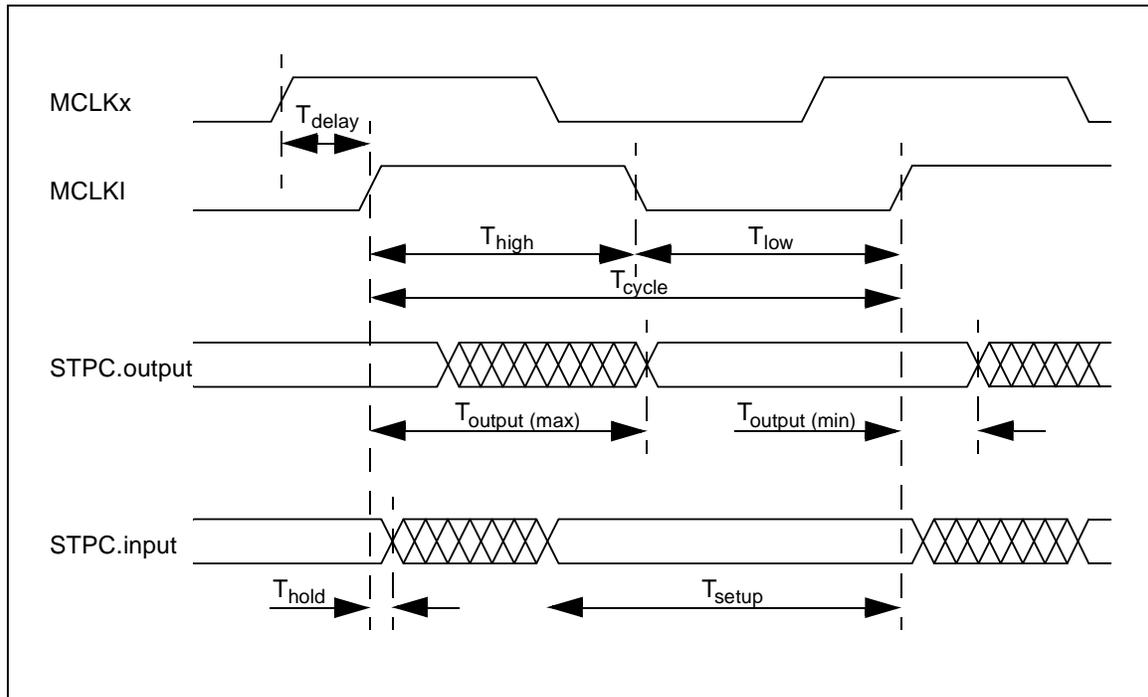 MCLKx
Tdelay
MCLKI
Thigh
Tlow
Tcycle
STPC.output
Toutput (max)
Toutput (min)
STPC.input
Thold
Tsetup